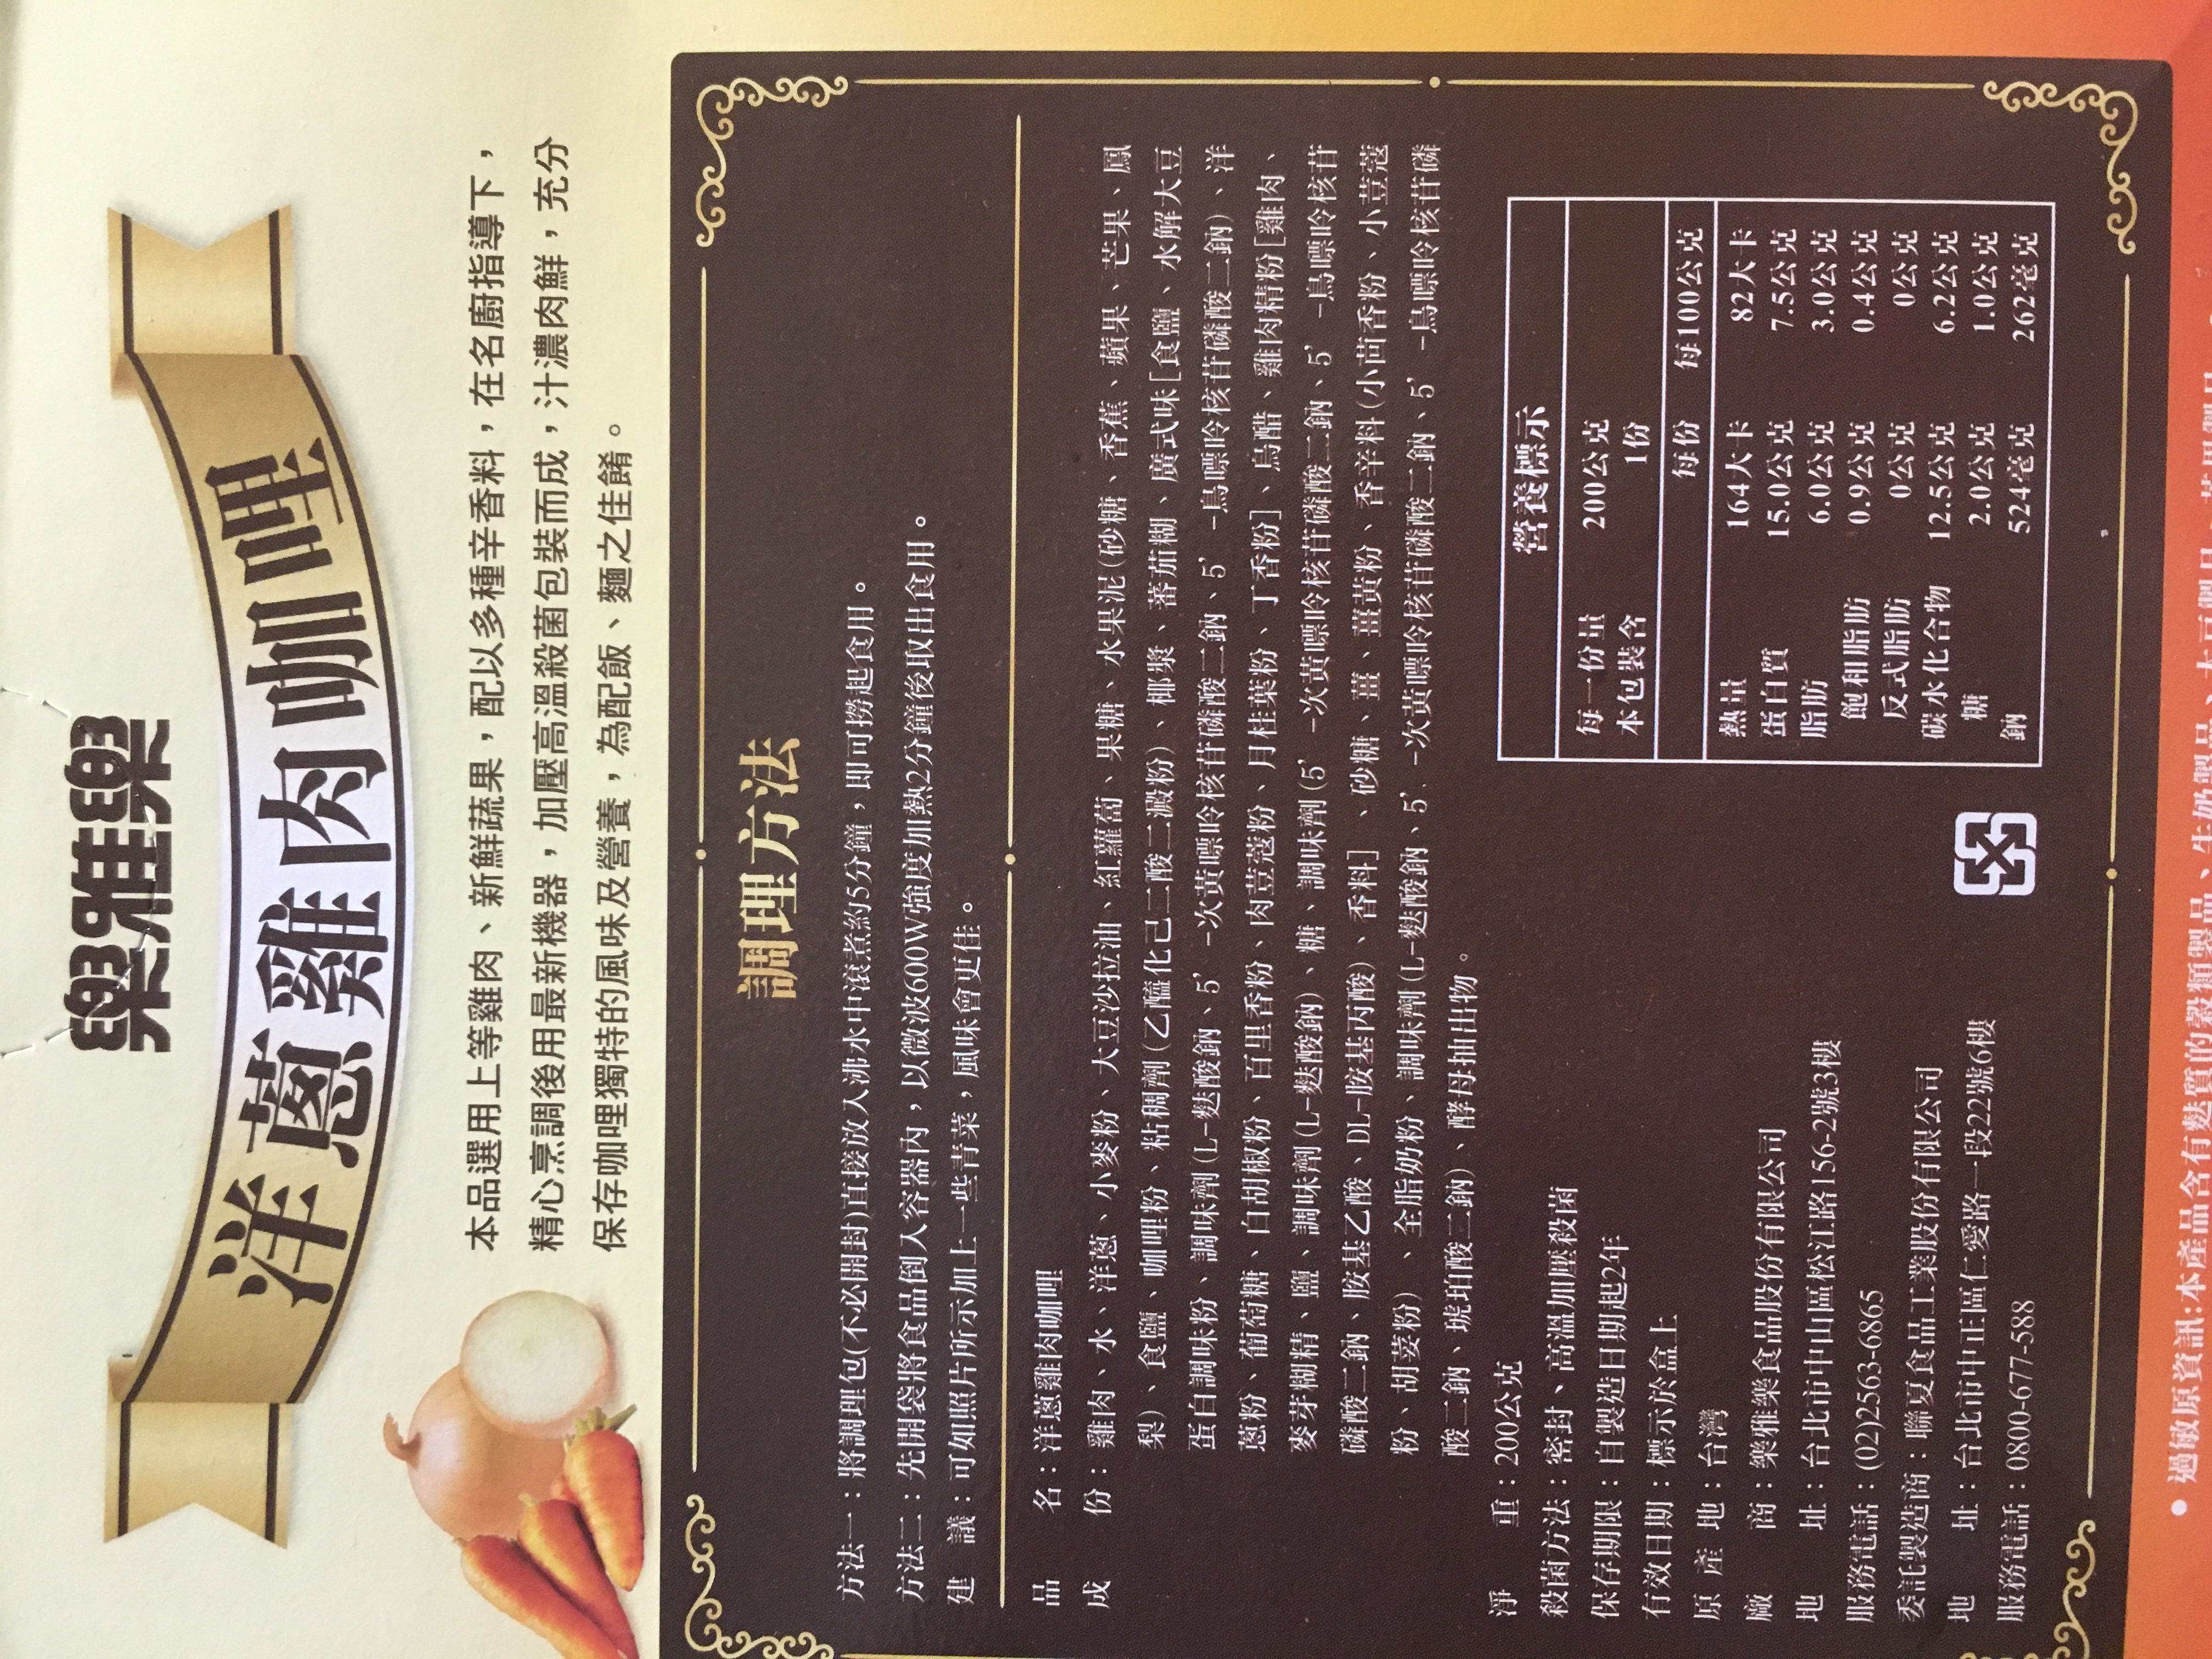 樂雅樂
洋蔥雞肉咖哩
本品選用上等雞肉、新鮮蔬果，配以多種辛香料，在名廚指導下，
精心烹調後用最新機器，加壓高溫殺菌包裝而成，汁濃肉鮮，充分
保存咖哩獨特的風味及營養，為配飯、麵之佳餚。
調理方法
方法一：將調理包(不必開封)直接放入沸水中滾煮約5分鐘，即可撈起食用。
方法二：先開袋將食品倒入容器內，以微波600W強度加熱2分鐘後取出食用。
建 議：可如照片所示加上一些青菜，風味會更佳。
品 名：洋蔥雞肉咖哩
成 份：雞肉、水、洋蔥、小麥粉、大豆沙拉油、紅蘿蔔、果糖、水果泥(砂糖、香蕉、蘋果、芒果、鳳
梨)、食鹽、咖哩粉、粘稠劑(乙醯化己二酸二澱粉)、椰漿、蕃茄糊、廣式味[食鹽、水解大豆
蛋白調味粉、調味劑(L-麩酸鈉、5’-次黃嘌呤核苷磷酸二鈉、5’-鳥嘌呤核苷磷酸二鈉)、洋
蔥粉、葡萄糖、白胡椒粉、百里香粉、肉荳蔻粉、月桂葉粉、丁香粉]、烏醋、雞肉精粉[雞肉、
麥芽糊精、鹽、調味劑(L-麩酸鈉)、糖、調味劑(5’-次黃嘌呤核苷磷酸二鈉、5’-鳥嘌呤核苷
磷酸二鈉、胺基乙酸、DL-胺基丙酸)、香料]、砂糖、薑、薑黃粉、香辛料(小茴香粉、小荳蔻
粉、胡荽粉)、全脂奶粉、調味劑(L-麩酸鈉、5’-次黃嘌呤核苷磷酸二鈉、5’-鳥嘌呤核苷磷
酸二鈉、琥珀酸二鈉)、酵母抽出物。
淨 重：200公克
殺菌方法：密封、高溫加壓殺菌
保存期限：自製造日期起2年
有效日期：標示於盒上
原 產 地：台灣
廠 商：樂雅樂食品股份有限公司
地 址：台北市中山區松江路156-2號3樓
服務電話：(02)2563-6865
委託製造商：聯夏食品工業股份有限公司
地 址：台北市中正區仁愛路一段22號6樓
服務電話：0800-677-588
營養標示
每一份量 200公克
本包裝含 1份
每份 每100公克
熱量 164大卡 82大卡
蛋白質 15.0公克 7.5公克
脂肪 6.0公克 3.0公克
飽和脂肪 0.9公克 0.4公克
反式脂肪 0公克 0公克
碳水化合物 12.5公克 6.2公克
糖 2.0公克 1.0公克
鈉 524毫克 262毫克
●過敏原資訊:本產品含有麩質的穀類製品、牛奶製品、大豆製品